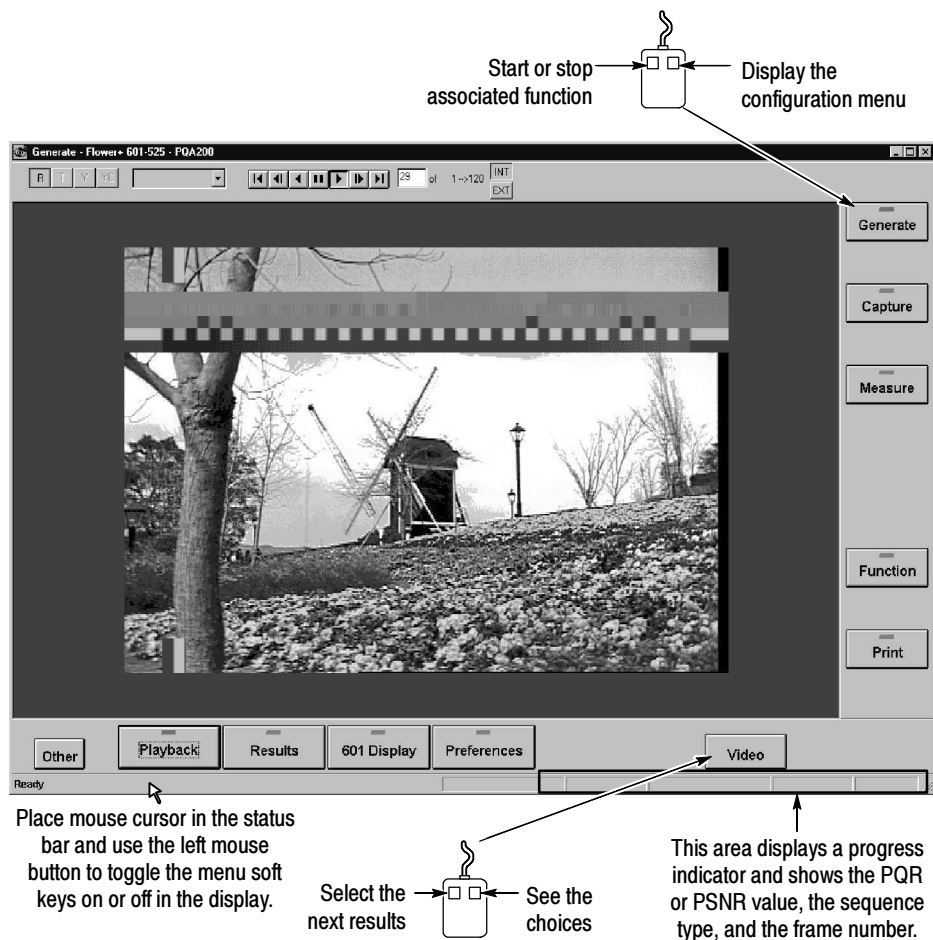 Start or stop
associated function
Display the
configuration menu
Generate - Flower+ 601-525 - PQA200
R T Y YC 29 of 1-->120 INT
EXT
Generate
Capture
Measure
Function
Print
Other Playback Results 601 Display Preferences Video
Ready
Place mouse cursor in the status
bar and use the left mouse
button to toggle the menu soft
keys on or off in the display.
Select the
next results
See the
choices
This area displays a progress
indicator and shows the PQR
or PSNR value, the sequence
type, and the frame number.